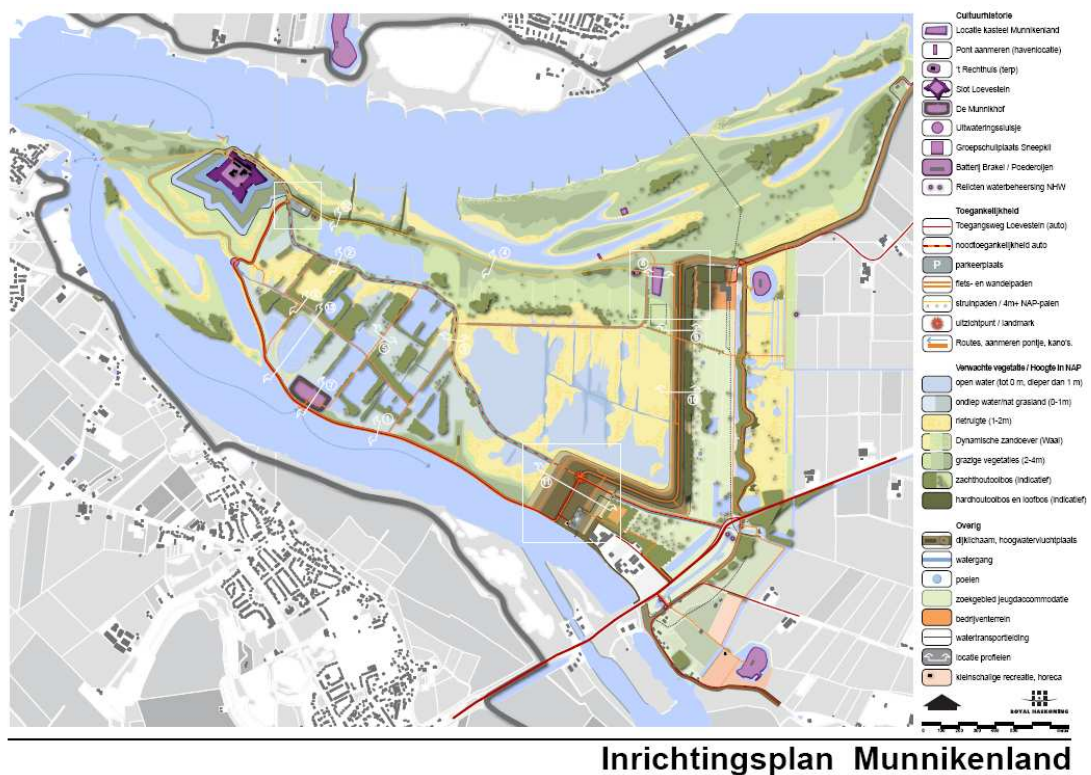 Cultuurhistorie
Locatie kasteel Munnikenland
Pont aanmeren (havenlocatie)
't Rechthuis (terp)
Slot Loevestein
De Munnikhof
Uitwateringssluisje
Groepschuilplaats Sneepkil
Batterij Brakel / Poederoijen
Relicten waterbeheersing NHW
Toegankelijkheid
Toegangsweg Loevestein (auto)
noodtoegankelijkheid auto
P
parkeerplaats
fiets- en wandelpaden
struinpaden / 4m+ NAP-palen
uitzichtpunt / landmark
Routes, aanmeren pontje, kano's.
Verwachte vegetatie / Hoogte in NAP
open water (tot 0 m, dieper dan 1 m)
ondiep water/nat grasland (0-1m)
rietruigte (1-2m)
Dynamische zandoever (Waal)
grazige vegetaties (2-4m)
zachthoutooibos (indicatief)
hardhoutooibos en loofbos (indicatief)
Overig
dijklichaam, hoogwatervluchtplaats
watergang
poelen
zoekgebied jeugdaccommodatie
bedrijventerrein
watertransportleiding
locatie profielen
kleinschalige recreatie, horeca
ROYAL HASKONING
Inrichtingsplan Munnikenland